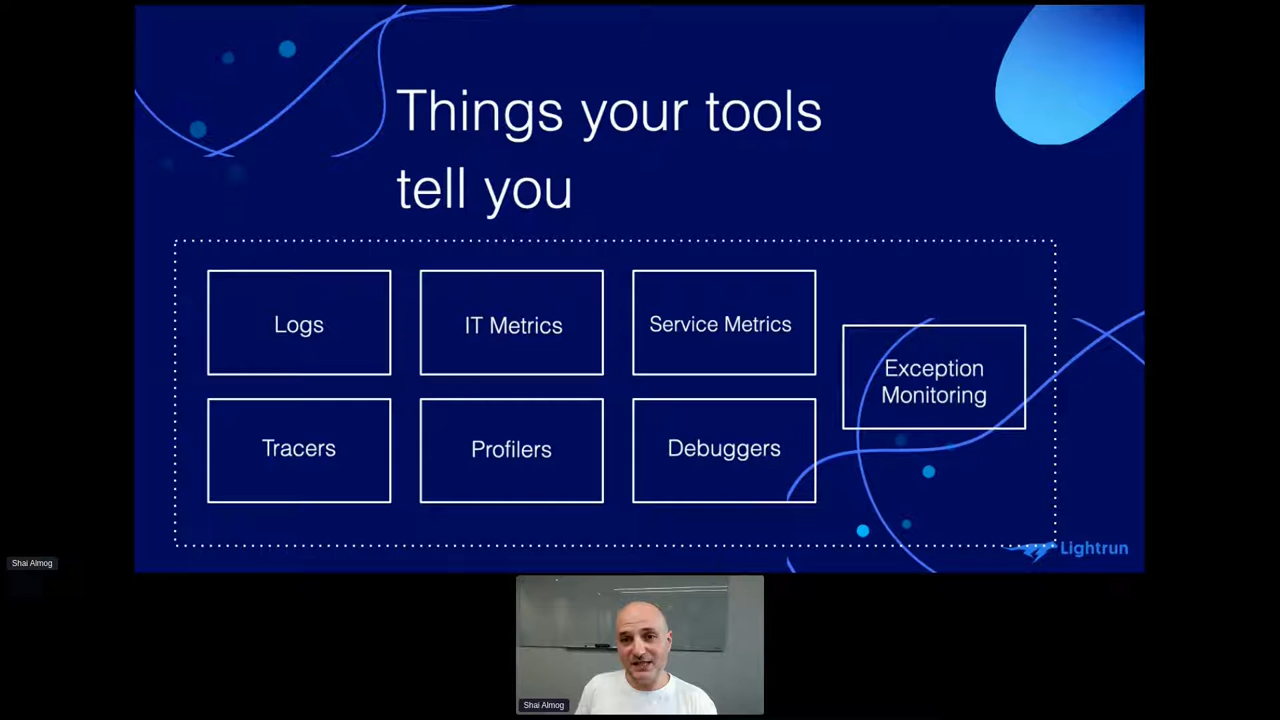 Things your tools
tell you
Logs
IT Metrics
Service Metrics
Exception
Monitoring
Tracers
Profilers
Debuggers
Lightrun
Shai Almog
Shai Almog